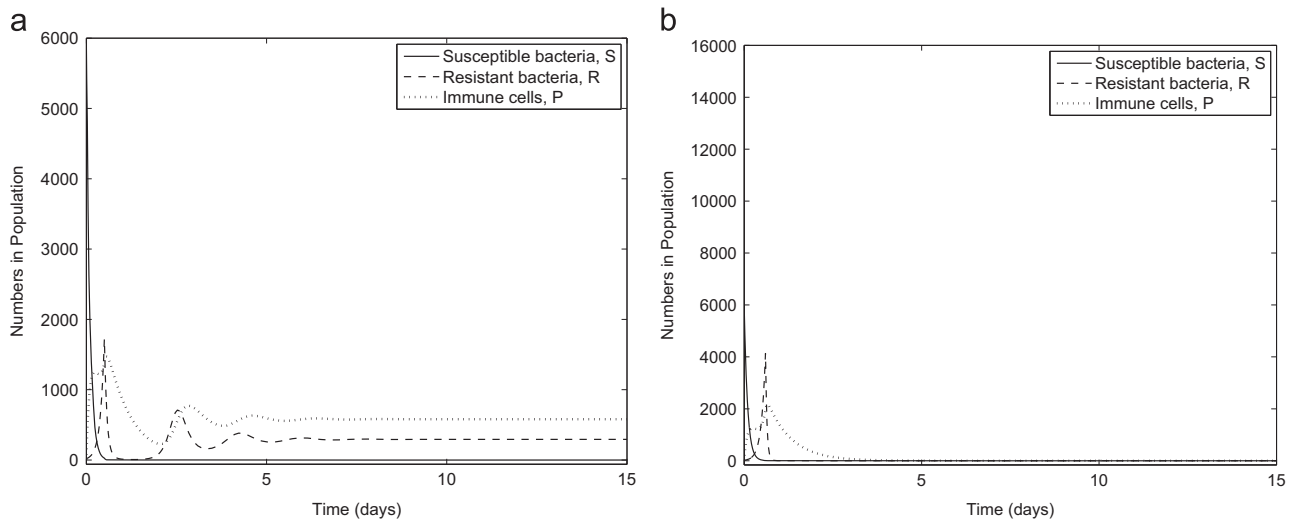 a
6000
5000
4000
3000
2000
1000
0
Numbers in Population
Susceptible bacteria, S
Resistant bacteria, R
Immune cells, P
0 5 10 15
Time (days)
b
16000
14000
12000
10000
8000
6000
4000
2000
0
Numbers in Population
Susceptible bacteria, S
Resistant bacteria, R
Immune cells, P
0 5 10 15
Time (days)